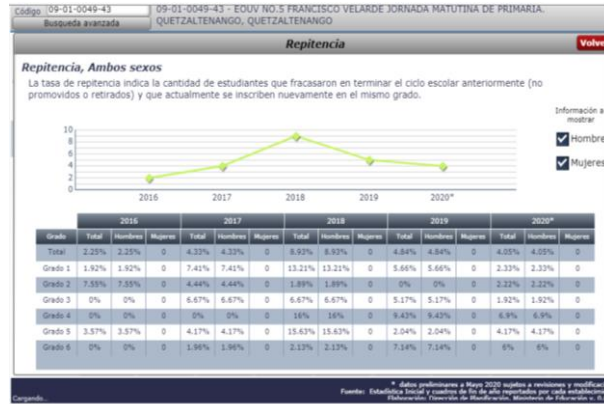 Código 09-01-0049-43 09-01-0049-43 - EOUV NO.5 FRANCISCO VELARDE JORNADA MATUTINA DE PRIMARIA.
Busqueda avanzada QUETZALTENANGO, QUETZALTENANGO
Repitencia Volve
Repitencia, Ambos sexos
La tasa de repitencia indica la cantidad de estudiantes que fracasaron en terminar el ciclo escolar anteriormente (no
promovidos o retirados) y que actualmente se inscriben nuevamente en el mismo grado.
Información a
mostrar
Hombre
Mujeres
10
8
6
4
2
0
2016 2017 2018 2019 2020*
2016 2017 2018 2019 2020*
Grado Total Hombres Mujeres Total Hombres Mujeres Total Hombres Mujeres Total Hombres Mujeres Total Hombres Mujeres
Total 2.25% 2.25% 0 4.33% 4.33% 0 8.93% 8.93% 0 4.84% 4.84% 0 4.05% 4.05% 0
Grado 1 1.92% 1.92% 0 7.41% 7.41% 0 13.21% 13.21% 0 5.66% 5.66% 0 2.33% 2.33% 0
Grado 2 7.55% 7.55% 0 4.44% 4.44% 0 1.89% 1.89% 0 0% 0% 0 2.22% 2.22% 0
Grado 3 0% 0% 0 6.67% 6.67% 0 6.67% 6.67% 0 5.17% 5.17% 0 1.92% 1.92% 0
Grado 4 0% 0% 0 0% 0% 0 16% 16% 0 9.43% 9.43% 0 6.9% 6.9% 0
Grado 5 3.57% 3.57% 0 4.17% 4.17% 0 15.63% 15.63% 0 2.04% 2.04% 0 4.17% 4.17% 0
Grado 6 0% 0% 0 1.96% 1.96% 0 2.13% 2.13% 0 7.14% 7.14% 0 6% 6% 0
* datos preliminares a Mayo 2020 sujetos a revisiones y modificac
Fuente: Estadística Inicial y cuadros de fin de año reportados por cada establecimi
Cargando... Elaboración: Dirección de Planificación, Ministerio de Educación